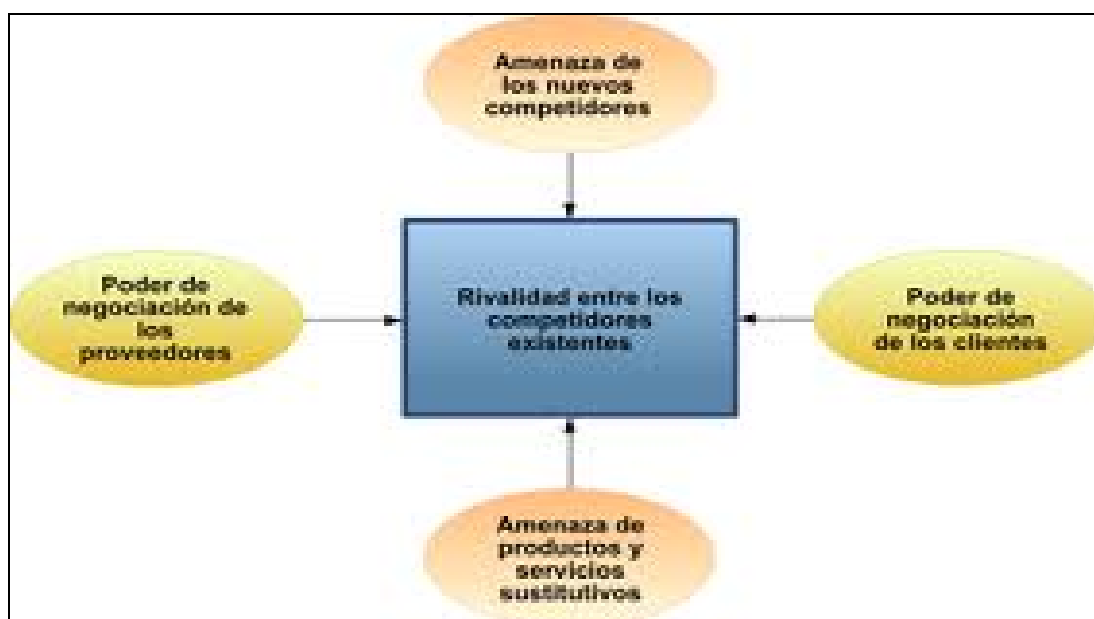 Amenaza de
los nuevos
competidores
Poder de
negociación de
los
proveedores
Rivalidad entre los
competidores
existentes
Poder de
negociación
de los clientes
Amenaza de
productos y
servicios
sustitutivos